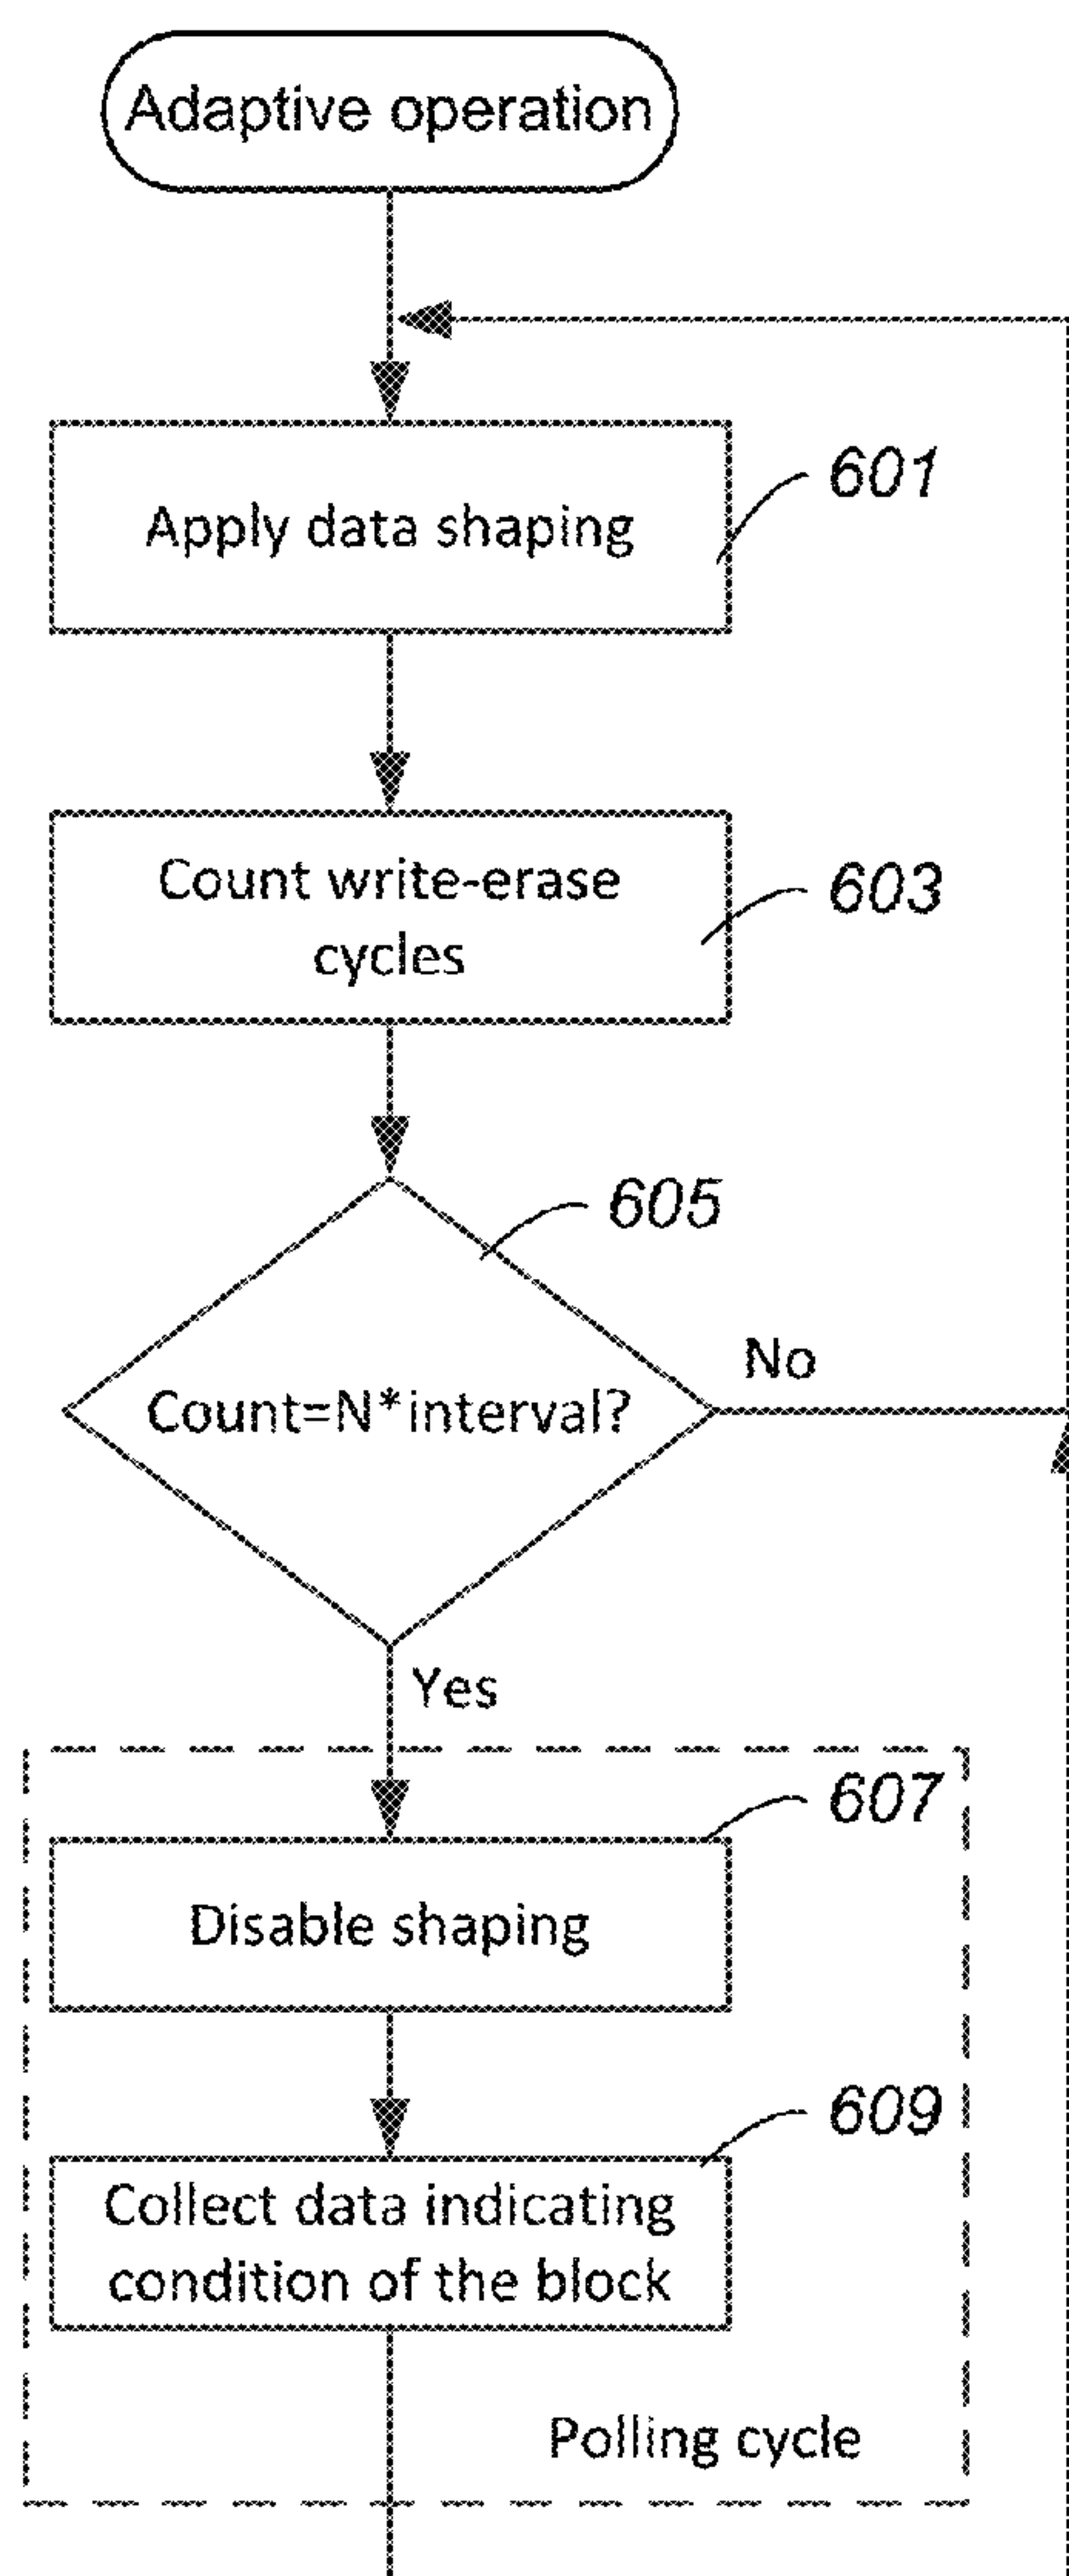 Adaptive operation
Apply data shaping
601
Count write-erase
cycles
603
605
Count=N*interval?
No
Yes
607
Disable shaping
609
Collect data indicating
condition of the block
Polling cycle